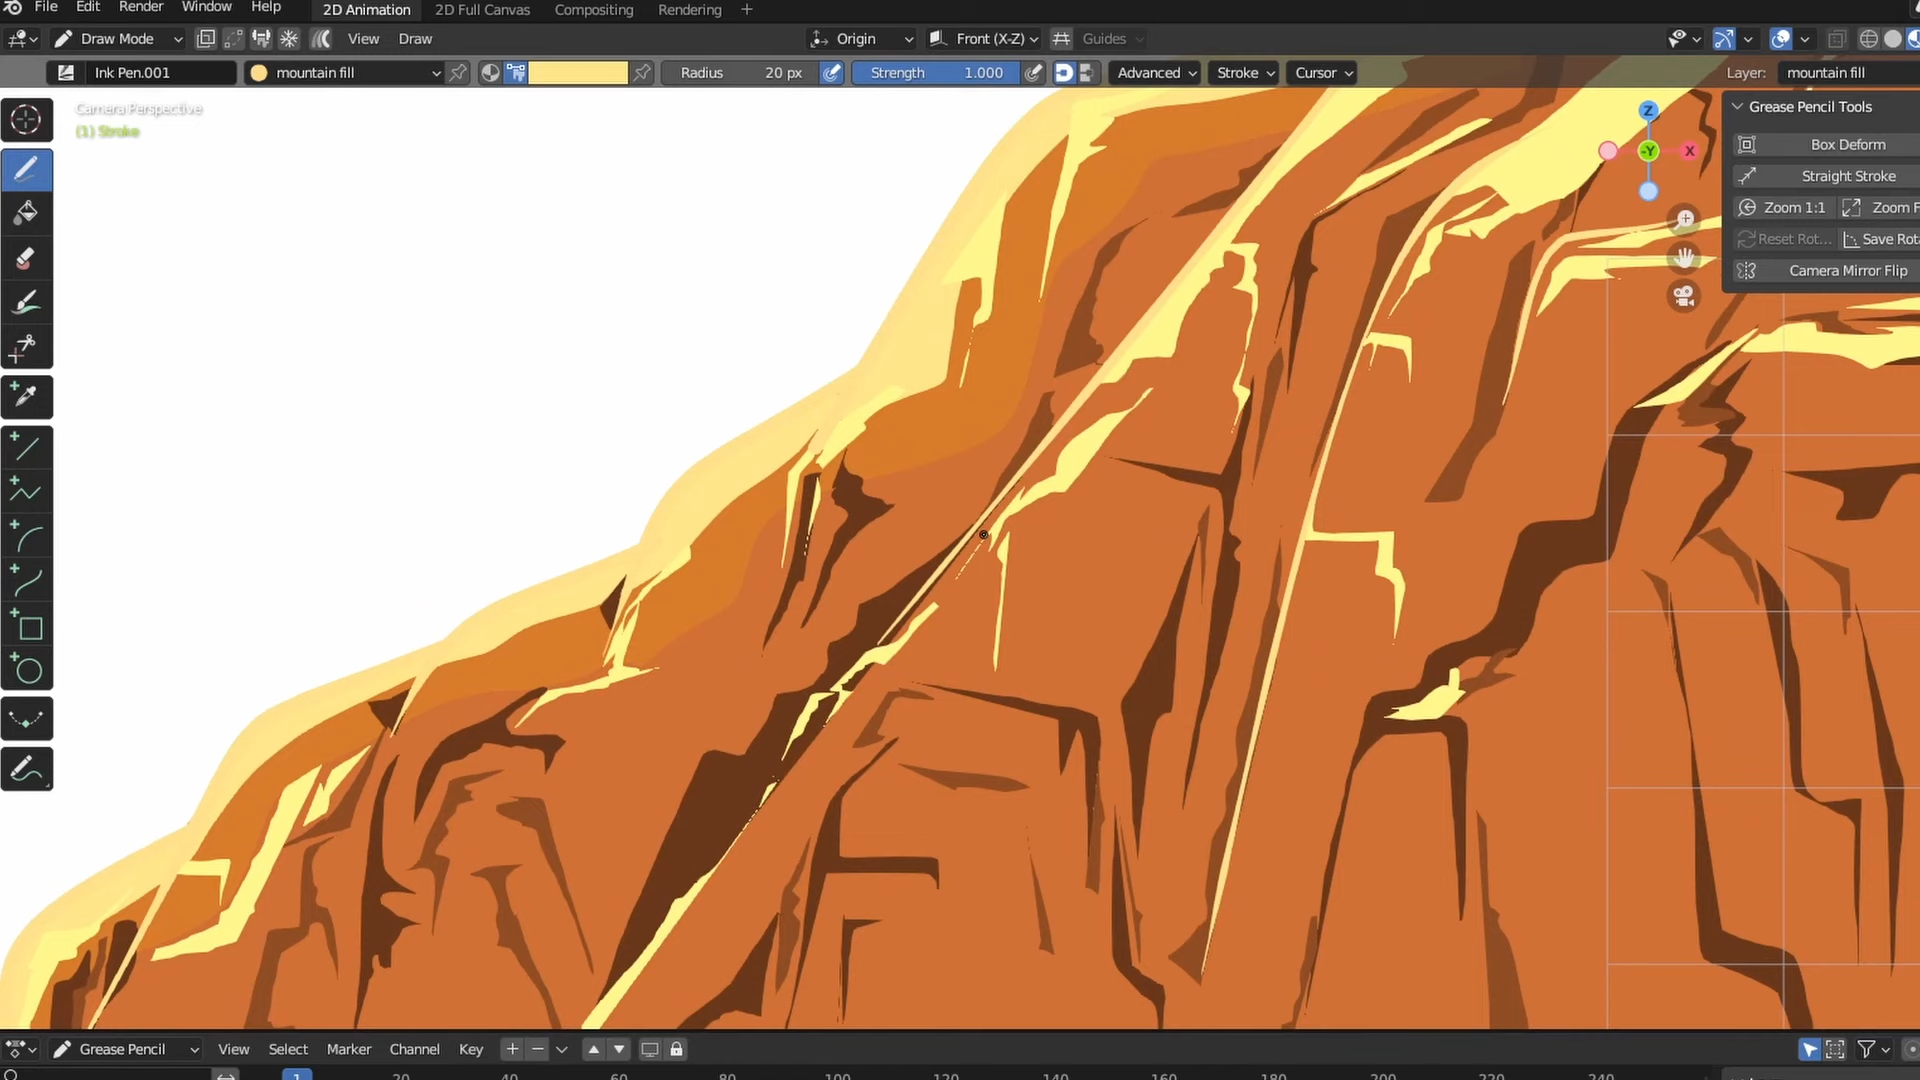 File Edit Render Window Help 2D Animation 2D Full Canvas Compositing Rendering +
Draw Mode View Draw Origin Front (X-Z) Guides
Ink Pen.001 mountain fill Radius 20 px Strength 1.000 Advanced Stroke Cursor Layer: mountain fill
Camera Perspective
(1) Stroke
Z
-Y
X
Grease Pencil Tools
Box Deform
Straight Stroke
Zoom 1:1 Zoom F
Reset Rot... Save Rota
Camera Mirror Flip
Grease Pencil View Select Marker Channel Key
1 20 40 60 80 100 120 140 160 180 200 220 240